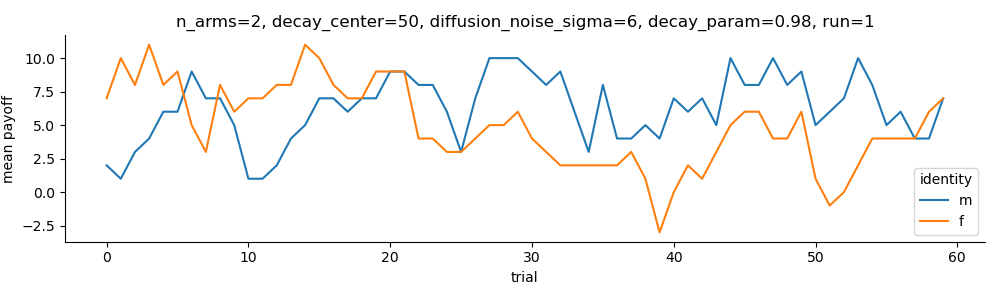 n_arms=2, decay_center=50, diffusion_noise_sigma=6, decay_param=0.98, run=1
mean payoff
10.0
7.5
5.0
2.5
0.0
−2.5
identity
m
f
0 10 20 30 40 50 60
trial